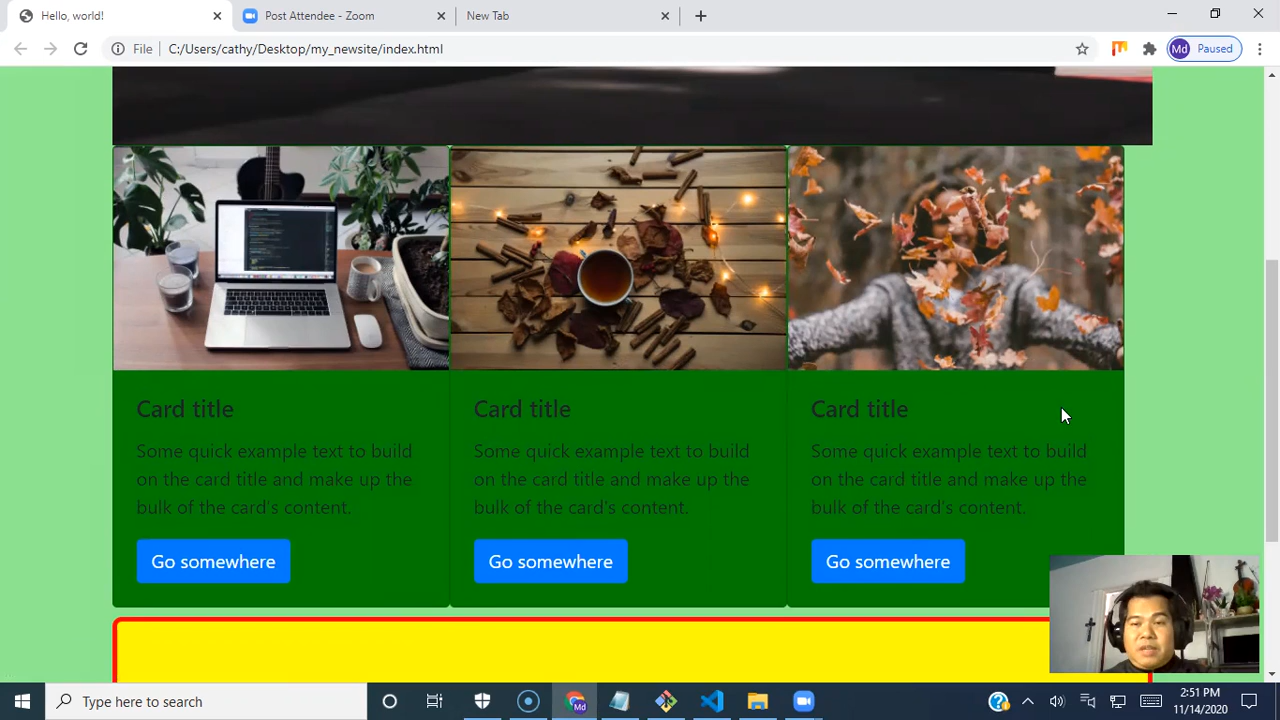 Hello, world!
Post Attendee - Zoom
New Tab
File
C:/Users/cathy/Desktop/my_newsite/index.html
Md
Paused
Card title
Some quick example text to build
on the card title and make up the
bulk of the card's content.
Go somewhere
Card title
Some quick example text to build
on the card title and make up the
bulk of the card's content.
Go somewhere
Card title
Some quick example text to build
on the card title and make up the
bulk of the card's content.
Go somewhere
Type here to search
Md
2:51 PM
11/14/2020